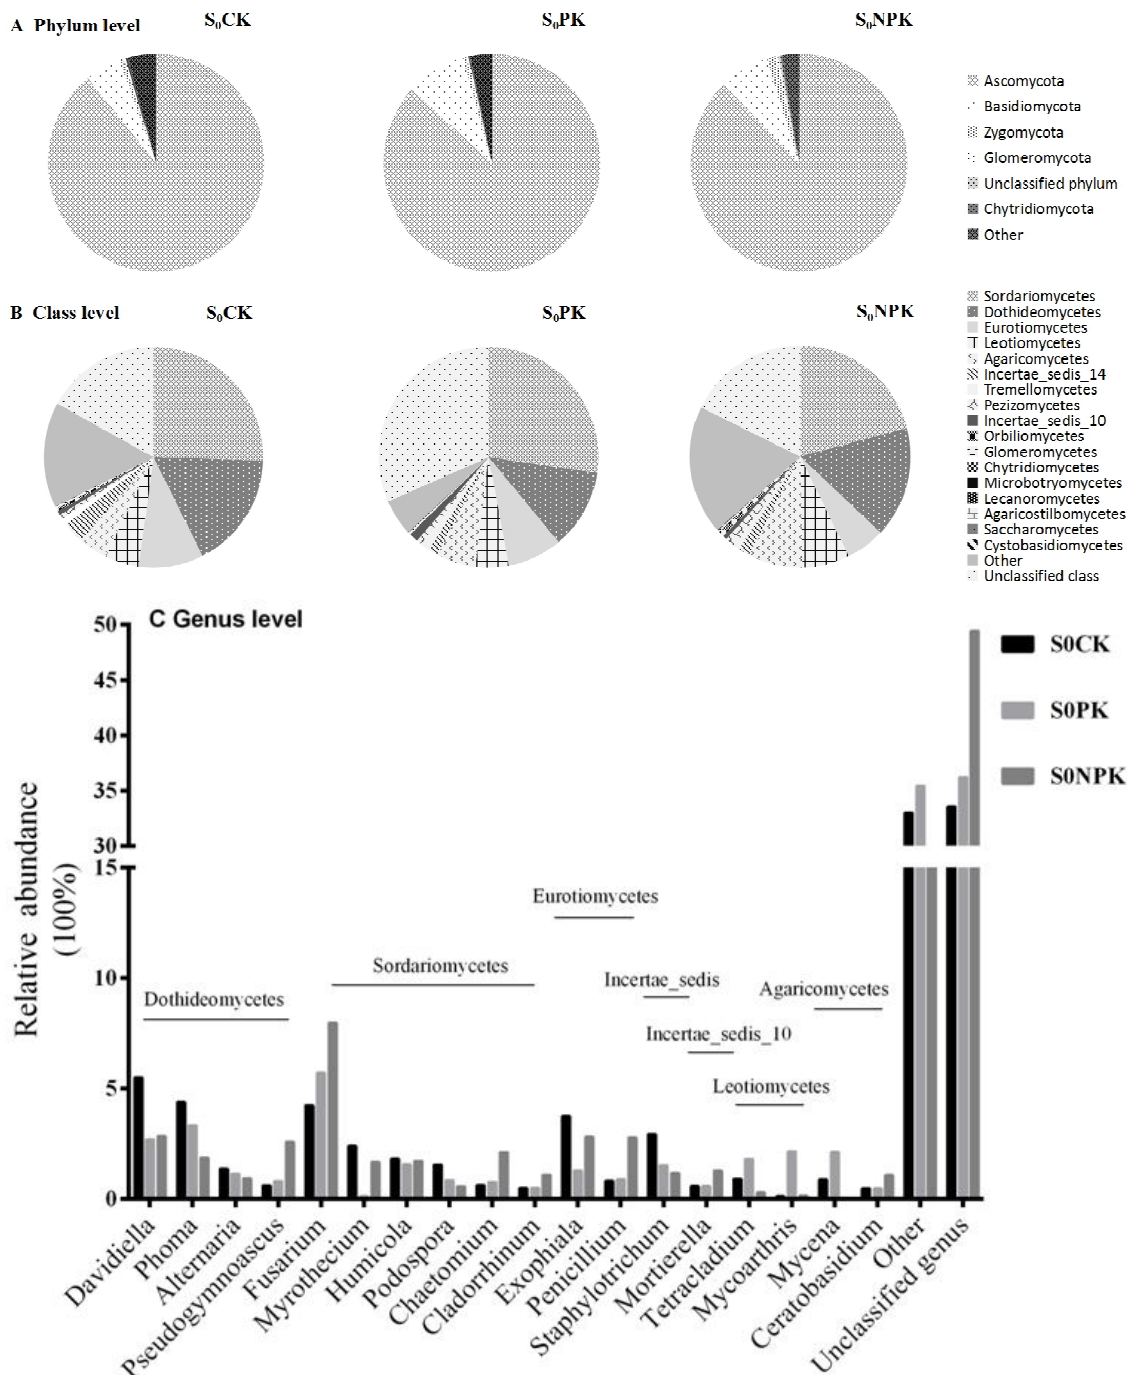 A Phylum level
S₀CK
S₀PK
S₀NPK
Ascomycota
Basidiomycota
Zygomycota
Glomeromycota
Unclassified phylum
Chytridiomycota
Other
B Class level
S₀CK
S₀PK
S₀NPK
Sordariomycetes
Dothideomycetes
Eurotiomycetes
Leotiomycetes
Agaricomycetes
Incertae_sedis_14
Tremellomycetes
Pezizomycetes
Incertae_sedis_10
Orbiliomycetes
Glomeromycetes
Chytridiomycetes
Microbotryomycetes
Lecanoromycetes
Agaricostilbomycetes
Saccharomycetes
Cystobasidiomycetes
Other
Unclassified class
C Genus level
S0CK
S0PK
S0NPK
Relative abundance
(100%)
50
45
40
35
30
15
10
5
0
Eurotiomycetes
Sordariomycetes
Incertae_sedis
Agaricomycetes
Dothideomycetes
Incertae_sedis_10
Leotiomycetes
Davidiella
Phoma
Alternaria
Pseudogymnoascus
Fusarium
Myrothecium
Humicola
Podospora
Chaetomium
Cladorrhinum
Exophiala
Penicillium
Staphylotrichum
Mortierella
Tetracladium
Mycoarthris
Mycena
Ceratobasidium
Other
Unclassified genus